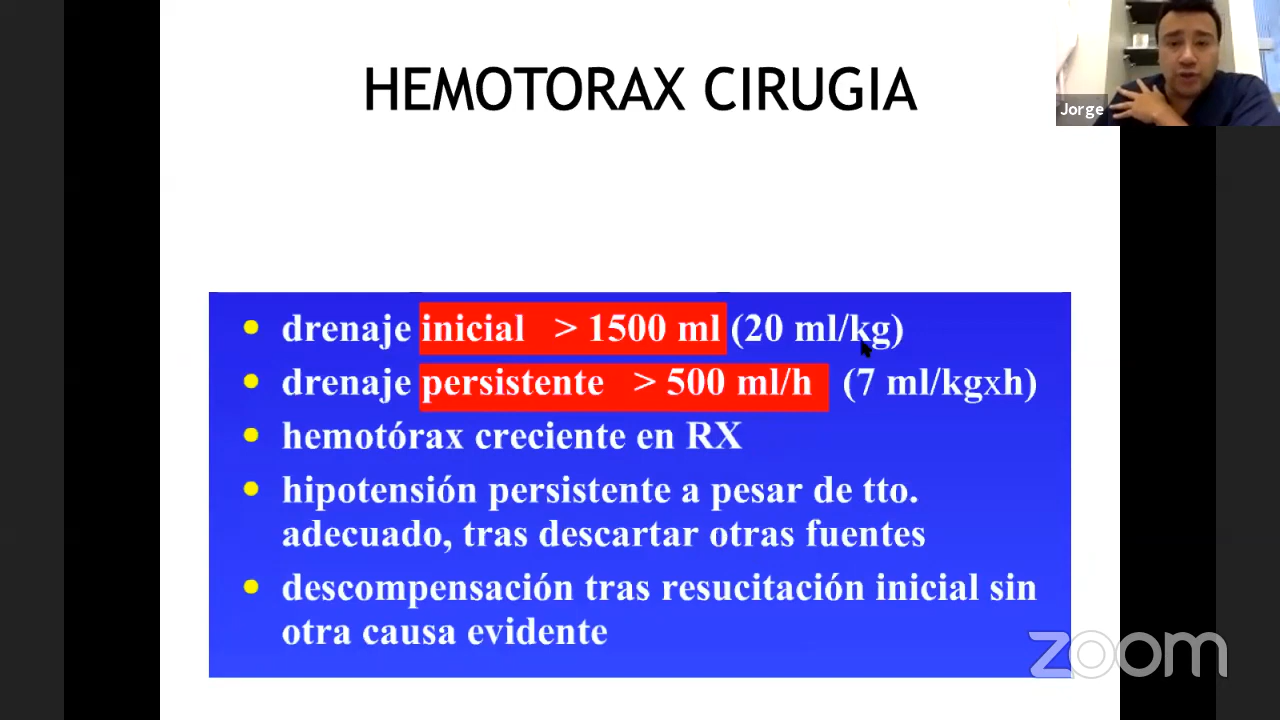 HEMOTORAX CIRUGIA
Jorge
drenaje inicial > 1500 ml (20 ml/kg)
drenaje persistente > 500 ml/h (7 ml/kgxh)
hemotórax creciente en RX
hipotensión persistente a pesar de tto.
adecuado, tras descartar otras fuentes
descompensación tras resucitación inicial sin
otra causa evidente
zoom